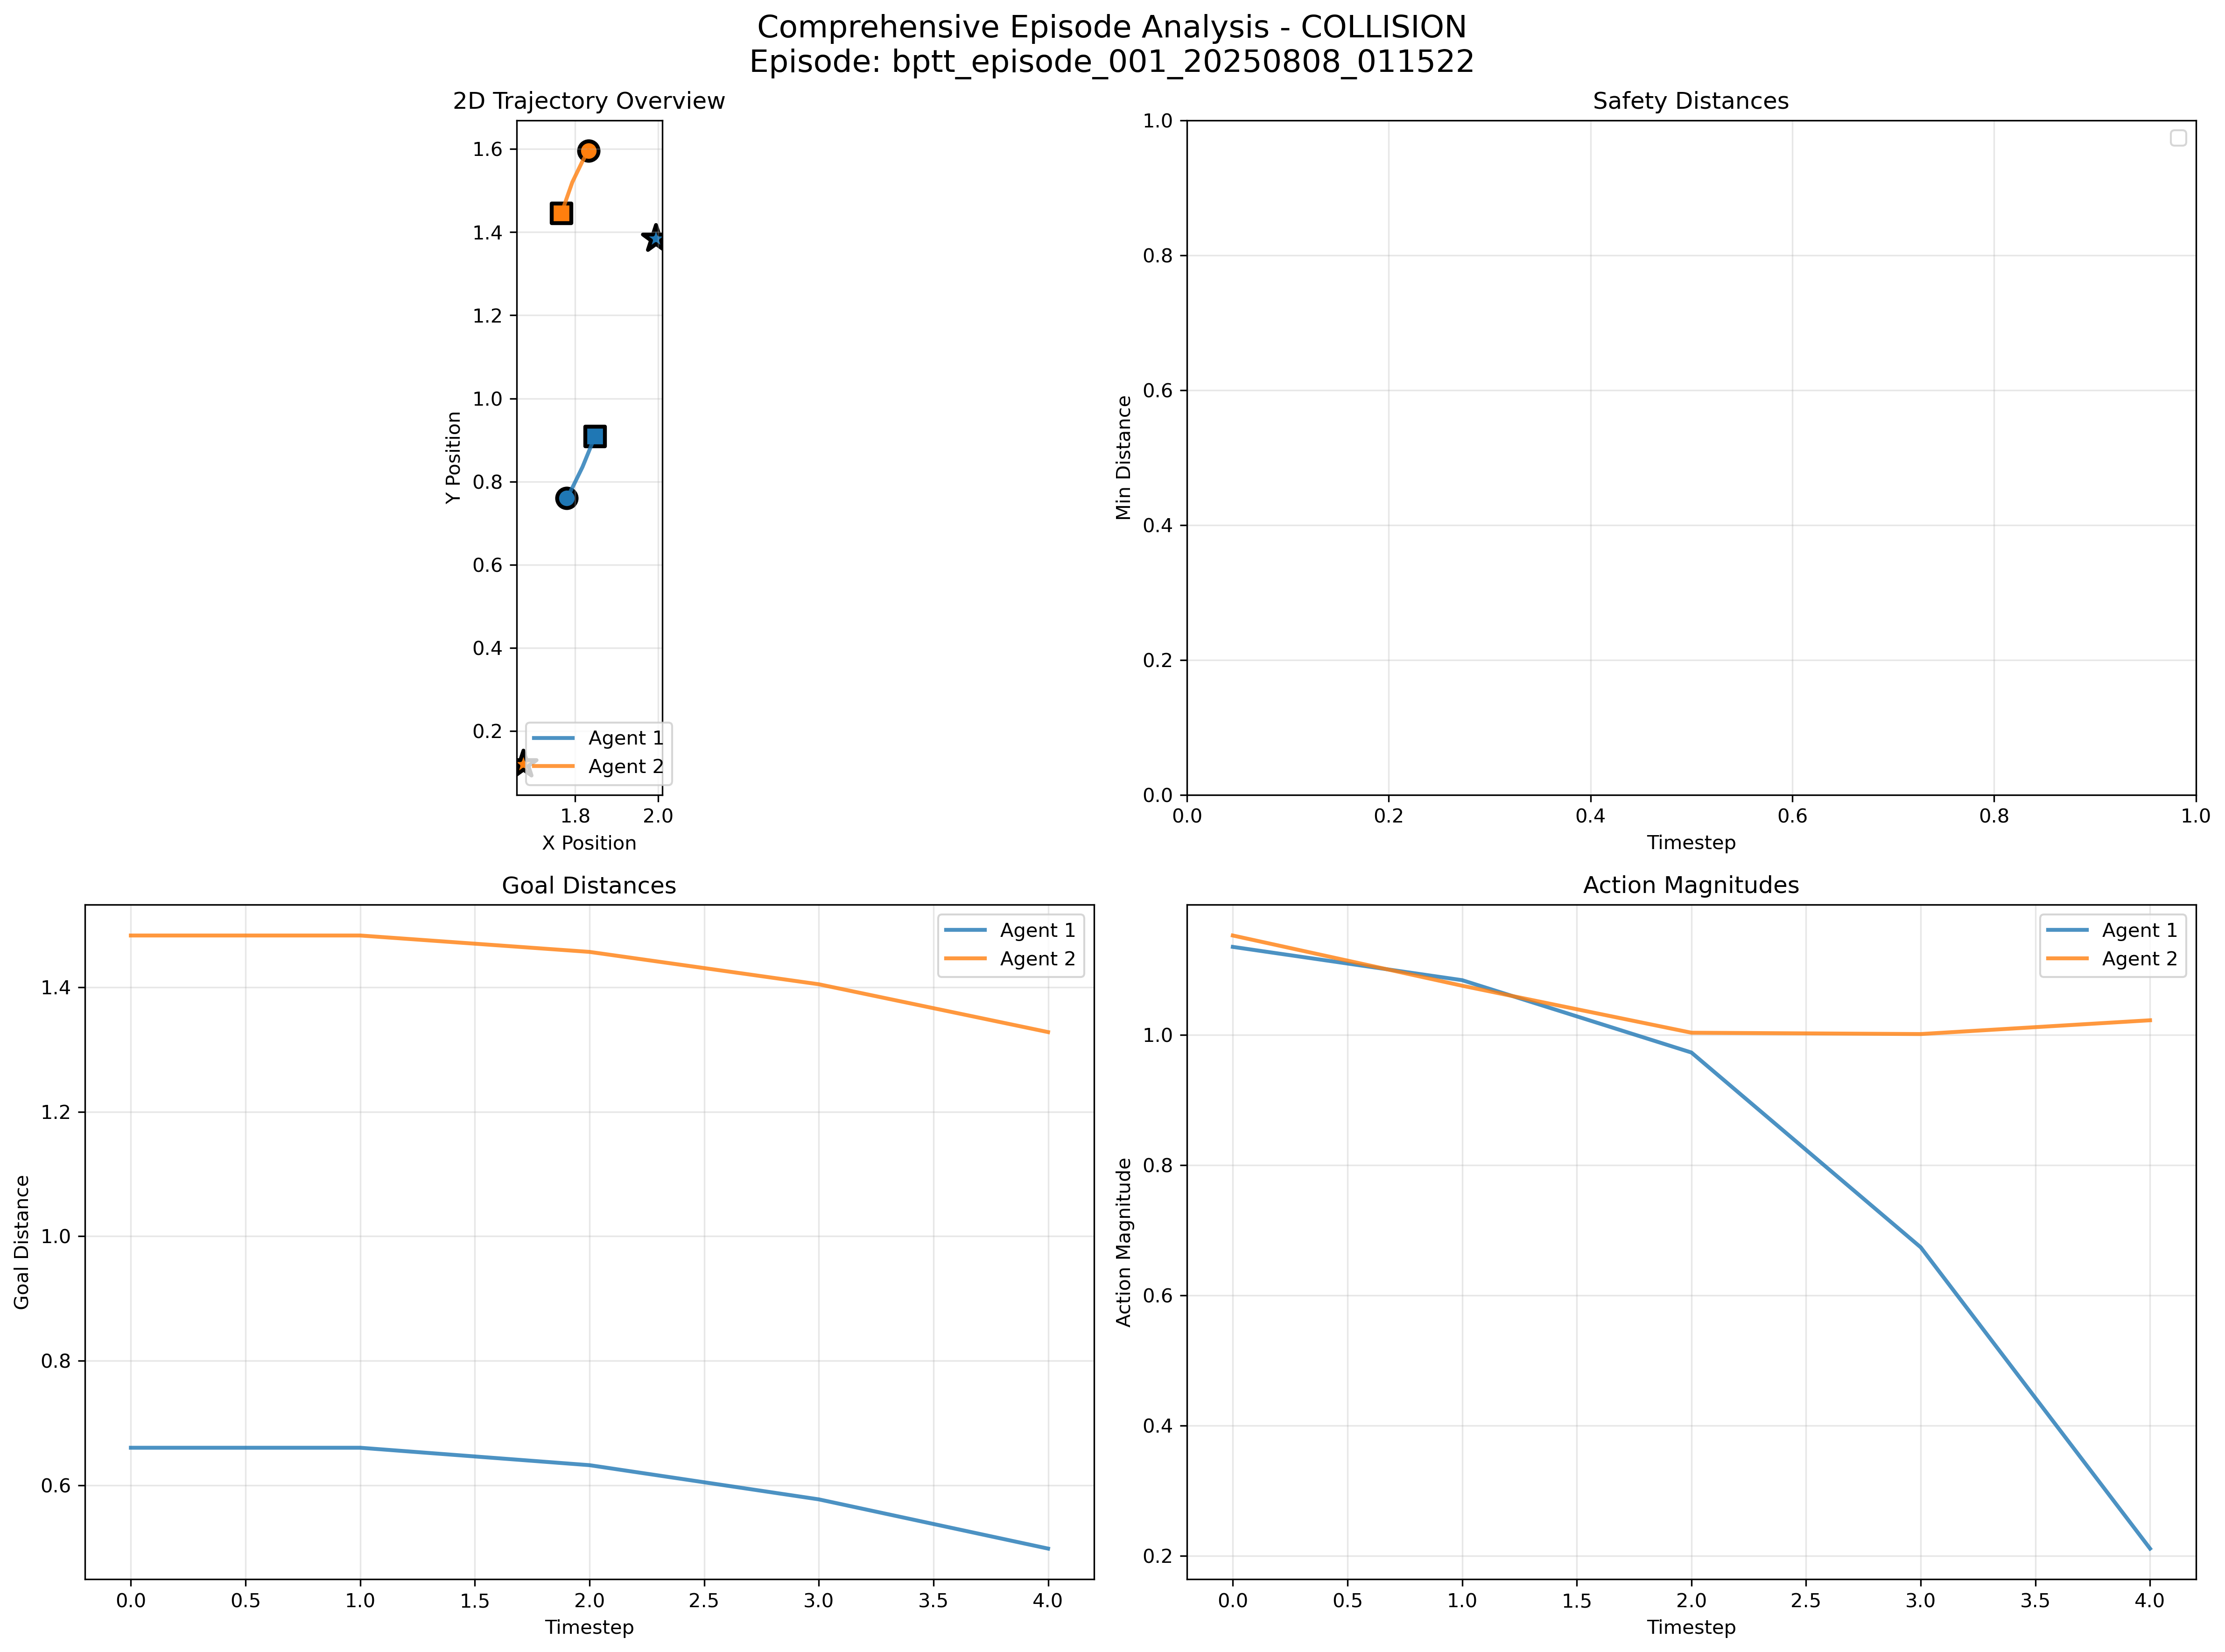 Comprehensive Episode Analysis - COLLISION
Episode: bptt_episode_001_20250808_011522
2D Trajectory Overview
1.6
1.4
1.2
1.0
0.8
0.6
0.4
0.2
Y Position
Agent 1
Agent 2
1.8 2.0
X Position
Safety Distances
1.0
0.8
0.6
0.4
0.2
0.0
Min Distance
0.0 0.2 0.4 0.6 0.8 1.0
Timestep
Goal Distances
Agent 1
Agent 2
1.4
1.2
1.0
0.8
0.6
Goal Distance
0.0 0.5 1.0 1.5 2.0 2.5 3.0 3.5 4.0
Timestep
Action Magnitudes
Agent 1
Agent 2
1.0
0.8
0.6
0.4
0.2
Action Magnitude
0.0 0.5 1.0 1.5 2.0 2.5 3.0 3.5 4.0
Timestep